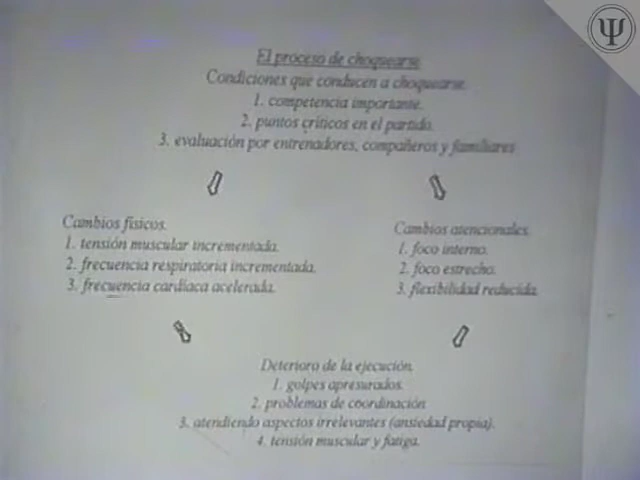 El proceso de choquearse
Condiciones que conducen a choquearse.
1. competencia importante.
2. puntos críticos en el partido.
3. evaluación por entrenadores, compañeros y familiares
Cambios físicos.
1. tensión muscular incrementada.
2. frecuencia respiratoria incrementada.
3. frecuencia cardíaca acelerada.
Cambios atencionales.
1. foco interno.
2. foco estrecho.
3. flexibilidad reducida.
Deterioro de la ejecución.
1. golpes apresurados.
2. problemas de coordinación.
3. atendiendo aspectos irrelevantes (ansiedad propia).
4. tensión muscular y fatiga.